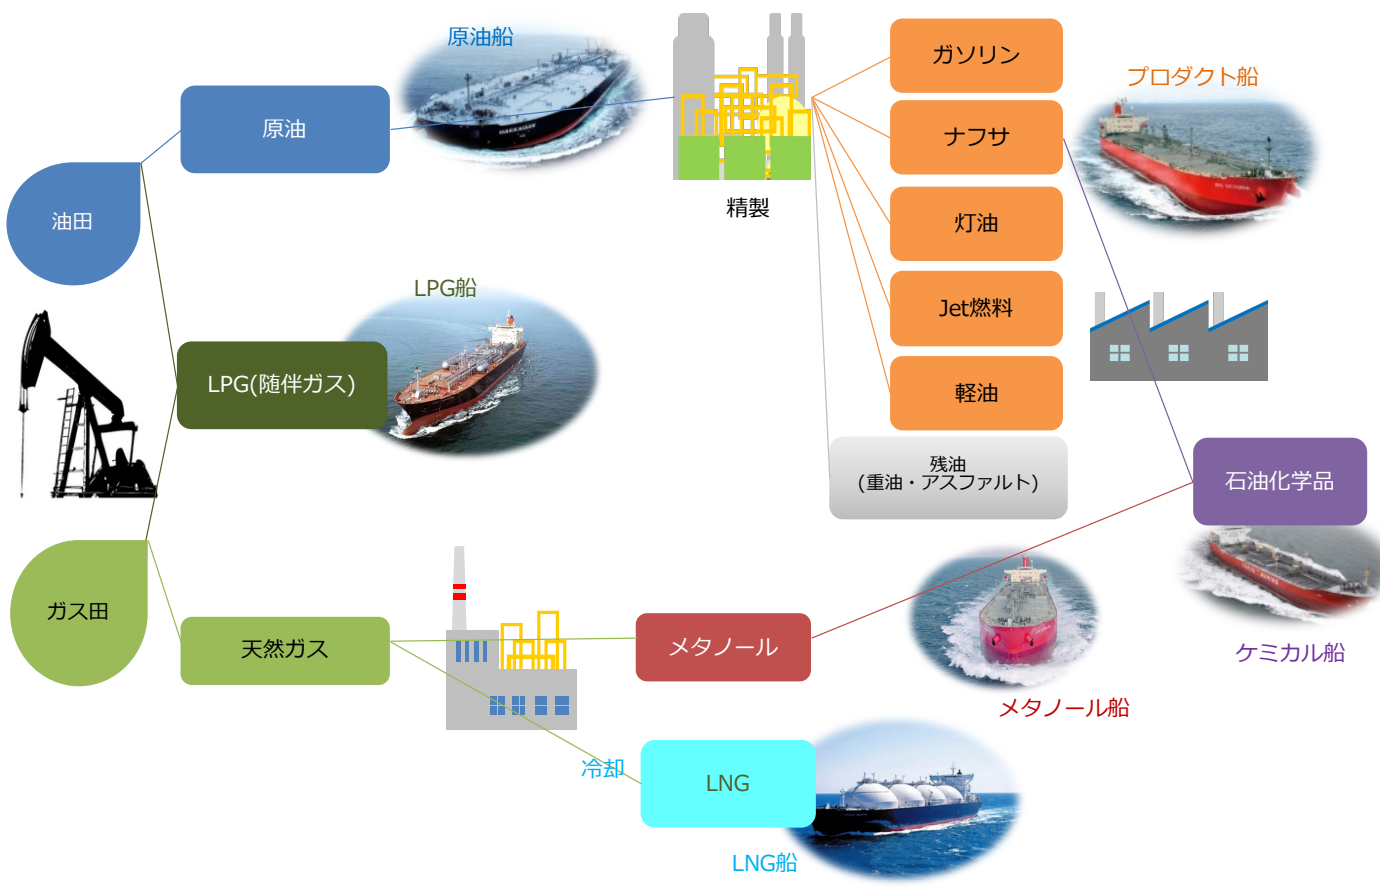 原油船
ガソリン
プロダクト船
原油
ナフサ
精製
油田
灯油
LPG船
Jet燃料
LPG(随伴ガス)
軽油
残油
(重油・アスファルト)
石油化学品
ガス田
天然ガス
メタノール
ケミカル船
メタノール船
冷却
LNG
LNG船